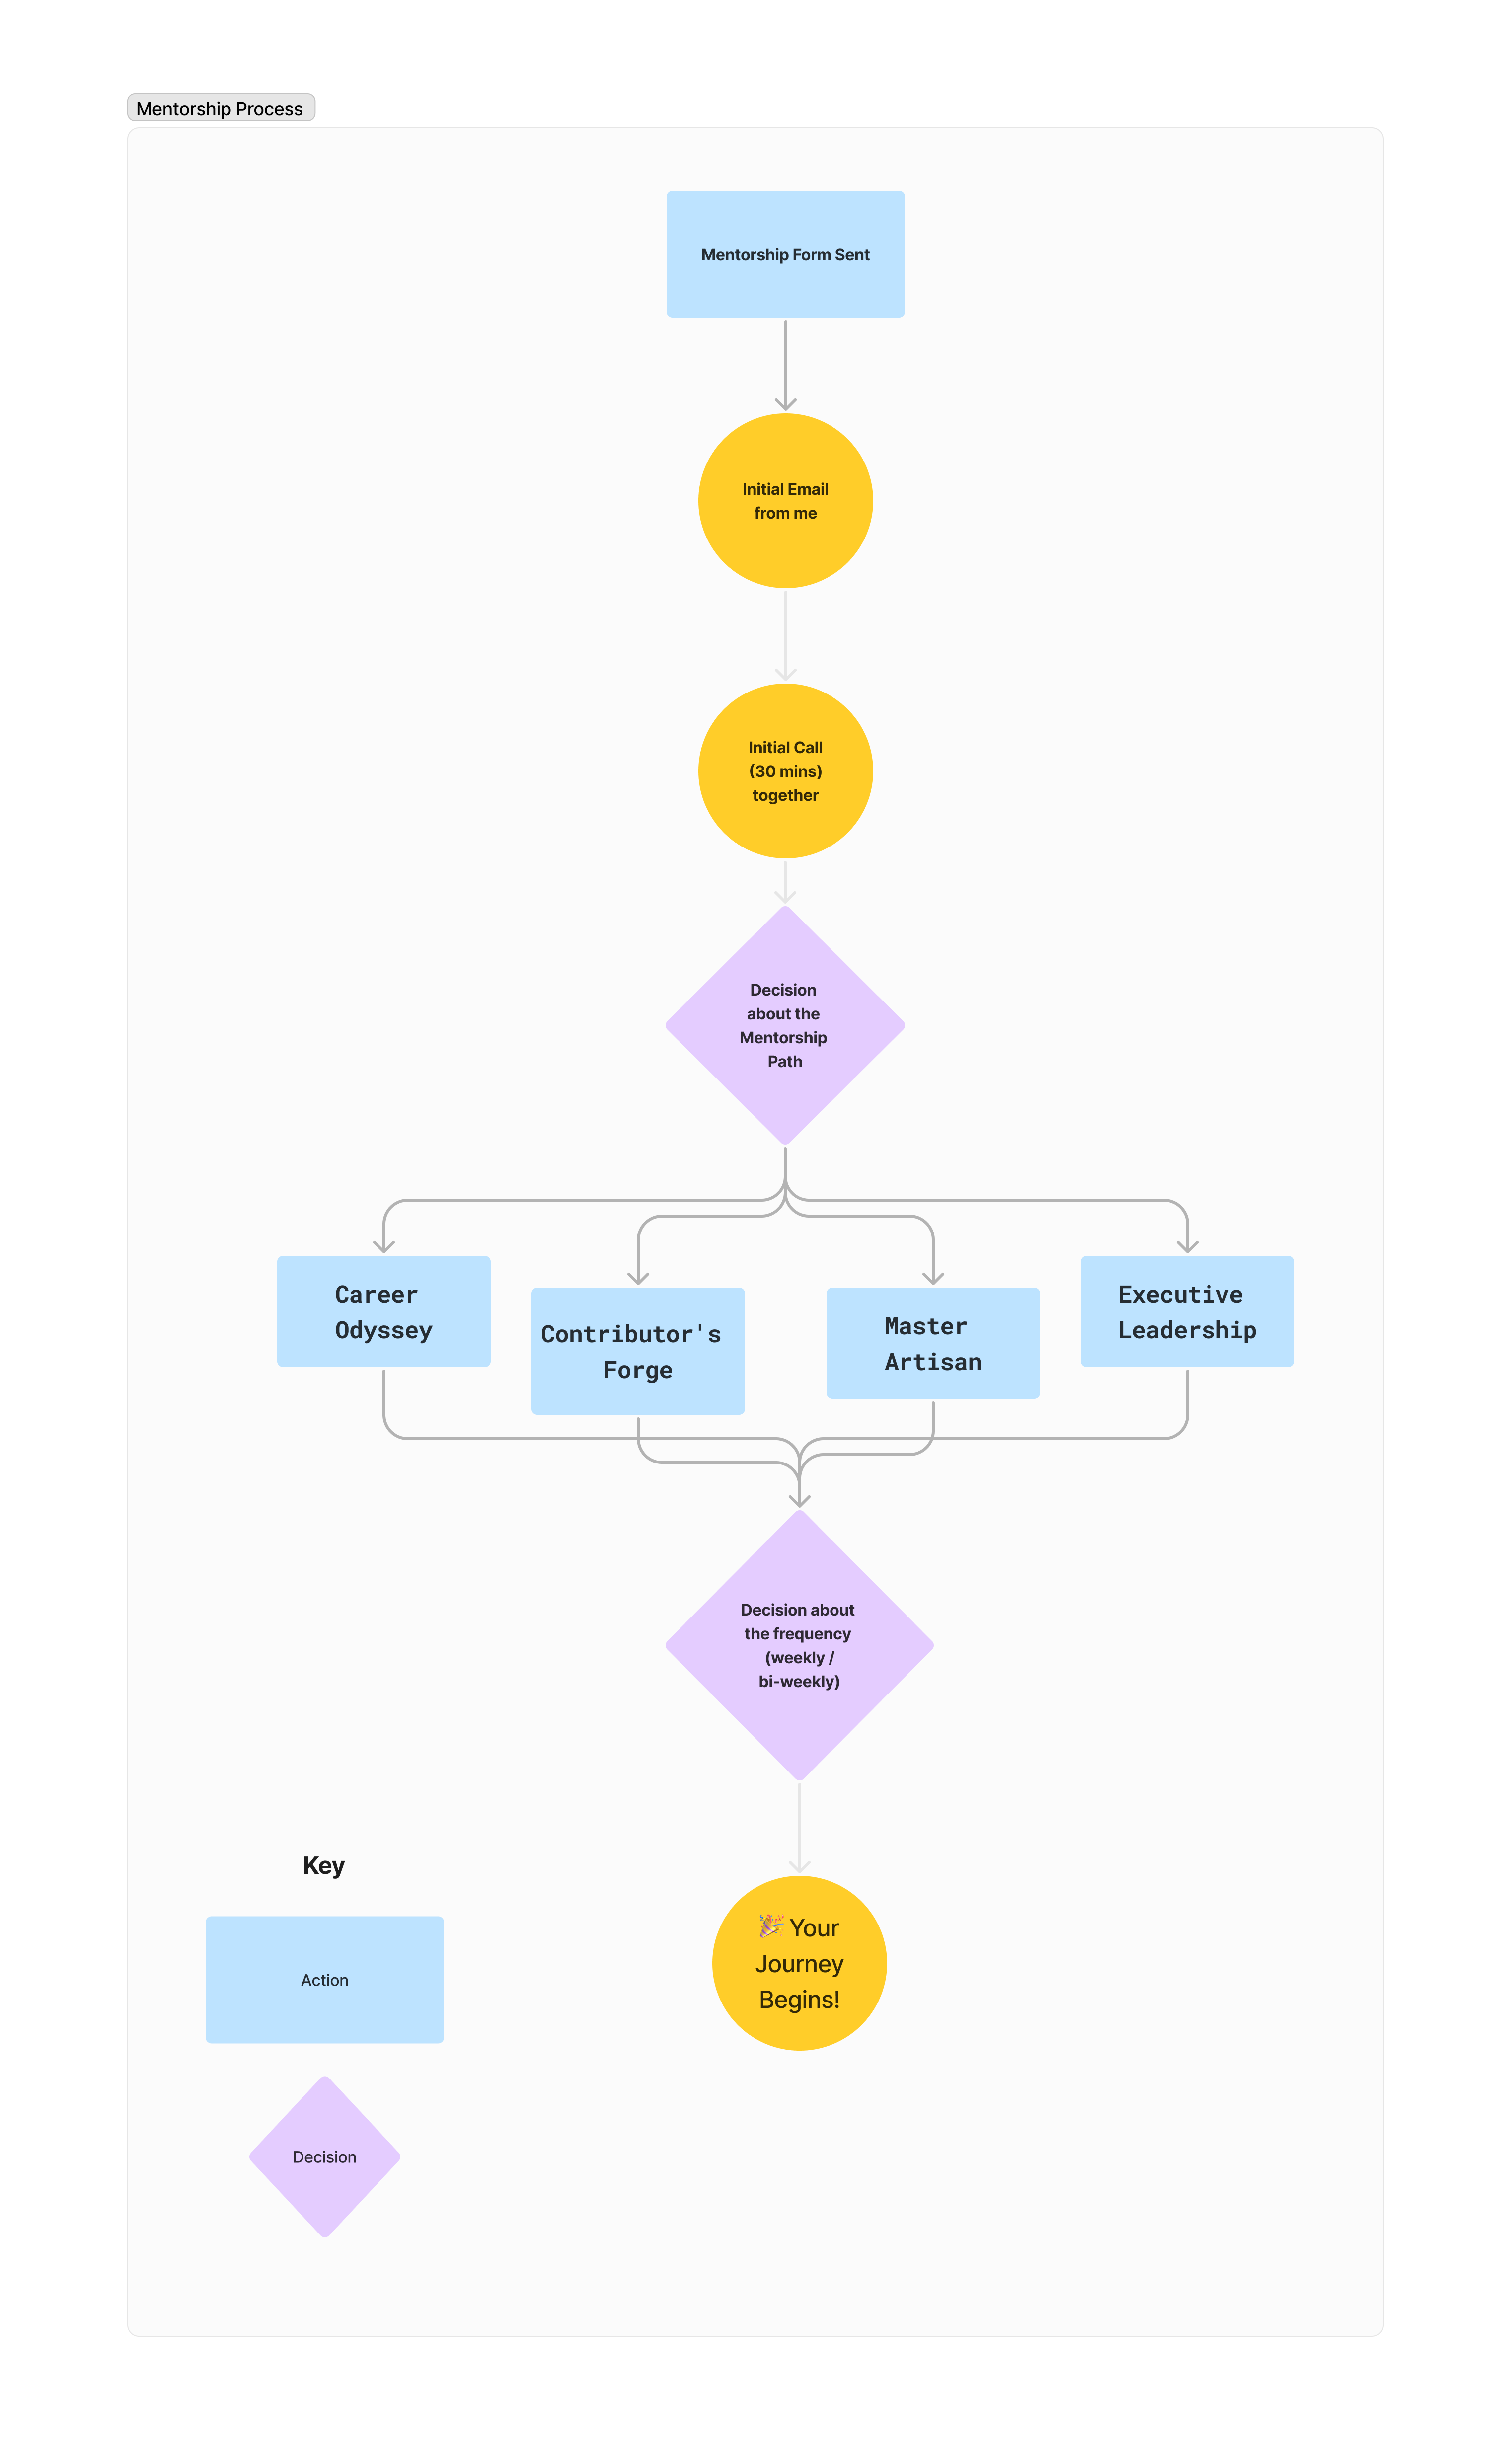 Mentorship Process
Mentorship Form Sent
Initial Email
from me
Initial Call
(30 mins)
together
Decision
about the
Mentorship
Path
Career
Odyssey
Contributor's
Forge
Master
Artisan
Executive
Leadership
Decision about
the frequency
(weekly /
bi-weekly)
🎉 Your
Journey
Begins!
Key
Action
Decision